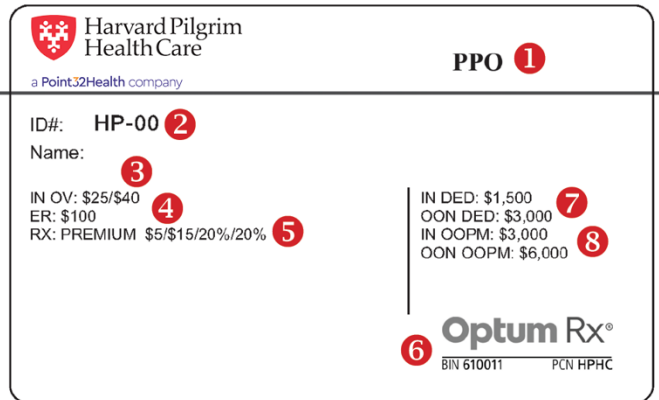 Harvard Pilgrim
Health Care
a Point32Health company
PPO 1
ID#: HP-00 2
Name:
3
IN OV: $25/$40
ER: $100
4
RX: PREMIUM $5/$15/20%/20% 5
IN DED: $1,500
OON DED: $3,000
7
IN OOPM: $3,000
OON OOPM: $6,000
8
Optum Rx®
6
BIN 610011 PCN HPHC